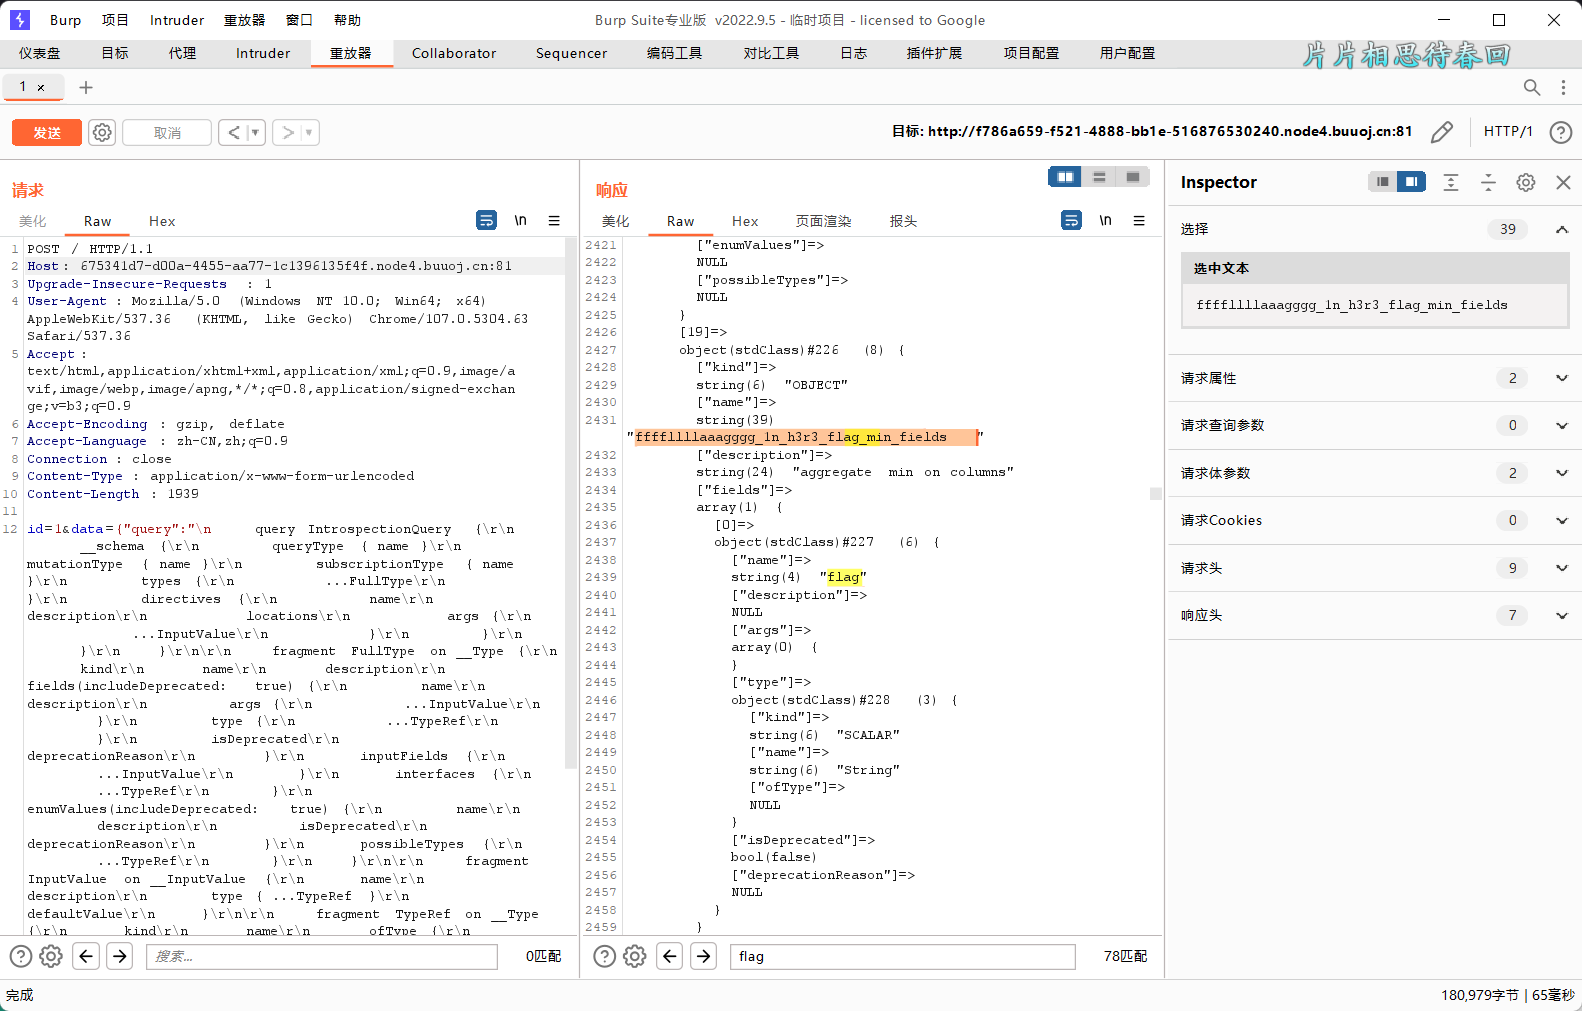 Burp 项目 Intruder 重放器 窗口 帮助 Burp Suite专业版 v2022.9.5 - 临时项目 - licensed to Google
仪表盘 目标 代理 Intruder 重放器 Collaborator Sequencer 编码工具 对比工具 日志 插件扩展 项目配置 用户配置 片片相思待春回
1 × +
发送 取消 < > 目标: http://f786a659-f521-4888-bb1e-516876530240.node4.buuoj.cn:81 HTTP/1 ?
请求
美化 Raw Hex \n
1 POST / HTTP/1.1
2 Host: 675341d7-d00a-4455-aa77-1c1396135f4f.node4.buuoj.cn:81
3 Upgrade-Insecure-Requests : 1
4 User-Agent : Mozilla/5.0 (Windows NT 10.0; Win64; x64)
AppleWebKit/537.36 (KHTML, like Gecko) Chrome/107.0.5304.63
Safari/537.36
5 Accept :
text/html,application/xhtml+xml,application/xml;q=0.9,image/a
vif,image/webp,image/apng,*/*;q=0.8,application/signed-exchan
ge;v=b3;q=0.9
6 Accept-Encoding : gzip, deflate
7 Accept-Language : zh-CN,zh;q=0.9
8 Connection : close
9 Content-Type : application/x-www-form-urlencoded
10 Content-Length : 1939
11
12 id=1&data={"query":"\n query IntrospectionQuery {\r\n
__schema {\r\n queryType { name }\r\n
mutationType { name }\r\n subscriptionType { name
}\r\n types {\r\n ...FullType\r\n
}\r\n directives {\r\n name\r\n
description\r\n locations\r\n args {\r\n
...InputValue\r\n }\r\n }\r\n
}\r\n }\r\n\r\n fragment FullType on __Type {\r\n
kind\r\n name\r\n description\r\n
fields(includeDeprecated: true) {\r\n name\r\n
description\r\n args {\r\n ...InputValue\r\n
}\r\n type {\r\n ...TypeRef\r\n
}\r\n isDeprecated\r\n
deprecationReason\r\n }\r\n inputFields {\r\n
...InputValue\r\n }\r\n interfaces {\r\n
...TypeRef\r\n }\r\n
enumValues(includeDeprecated: true) {\r\n name\r\n
description\r\n isDeprecated\r\n
deprecationReason\r\n }\r\n possibleTypes {\r\n
...TypeRef\r\n }\r\n }\r\n\r\n fragment
InputValue on __InputValue {\r\n name\r\n
description\r\n type { ...TypeRef }\r\n
defaultValue\r\n }\r\n\r\n fragment TypeRef on __Type
{\r\n kind\r\n name\r\n ofType {\r\n
? 搜索... 0匹配
响应
美化 Raw Hex 页面渲染 报头 \n
2421 ["enumValues"]=>
2422 NULL
2423 ["possibleTypes"]=>
2424 NULL
2425 }
2426 [19]=>
2427 object(stdClass)#226 (8) {
2428 ["kind"]=>
2429 string(6) "OBJECT"
2430 ["name"]=>
2431 string(39)
"ffffllllaaagggg_1n_h3r3_flag_min_fields "
2432 ["description"]=>
2433 string(24) "aggregate min on columns"
2434 ["fields"]=>
2435 array(1) {
2436 [0]=>
2437 object(stdClass)#227 (6) {
2438 ["name"]=>
2439 string(4) "flag"
2440 ["description"]=>
2441 NULL
2442 ["args"]=>
2443 array(0) {
2444 }
2445 ["type"]=>
2446 object(stdClass)#228 (3) {
2447 ["kind"]=>
2448 string(6) "SCALAR"
2449 ["name"]=>
2450 string(6) "String"
2451 ["ofType"]=>
2452 NULL
2453 }
2454 ["isDeprecated"]=>
2455 bool(false)
2456 ["deprecationReason"]=>
2457 NULL
2458 }
2459 }
? flag 78匹配
Inspector
选择 39
选中文本
ffffllllaaagggg_1n_h3r3_flag_min_fields
请求属性 2
请求查询参数 0
请求体参数 2
请求Cookies 0
请求头 9
响应头 7
完成 180,979字节 | 65毫秒